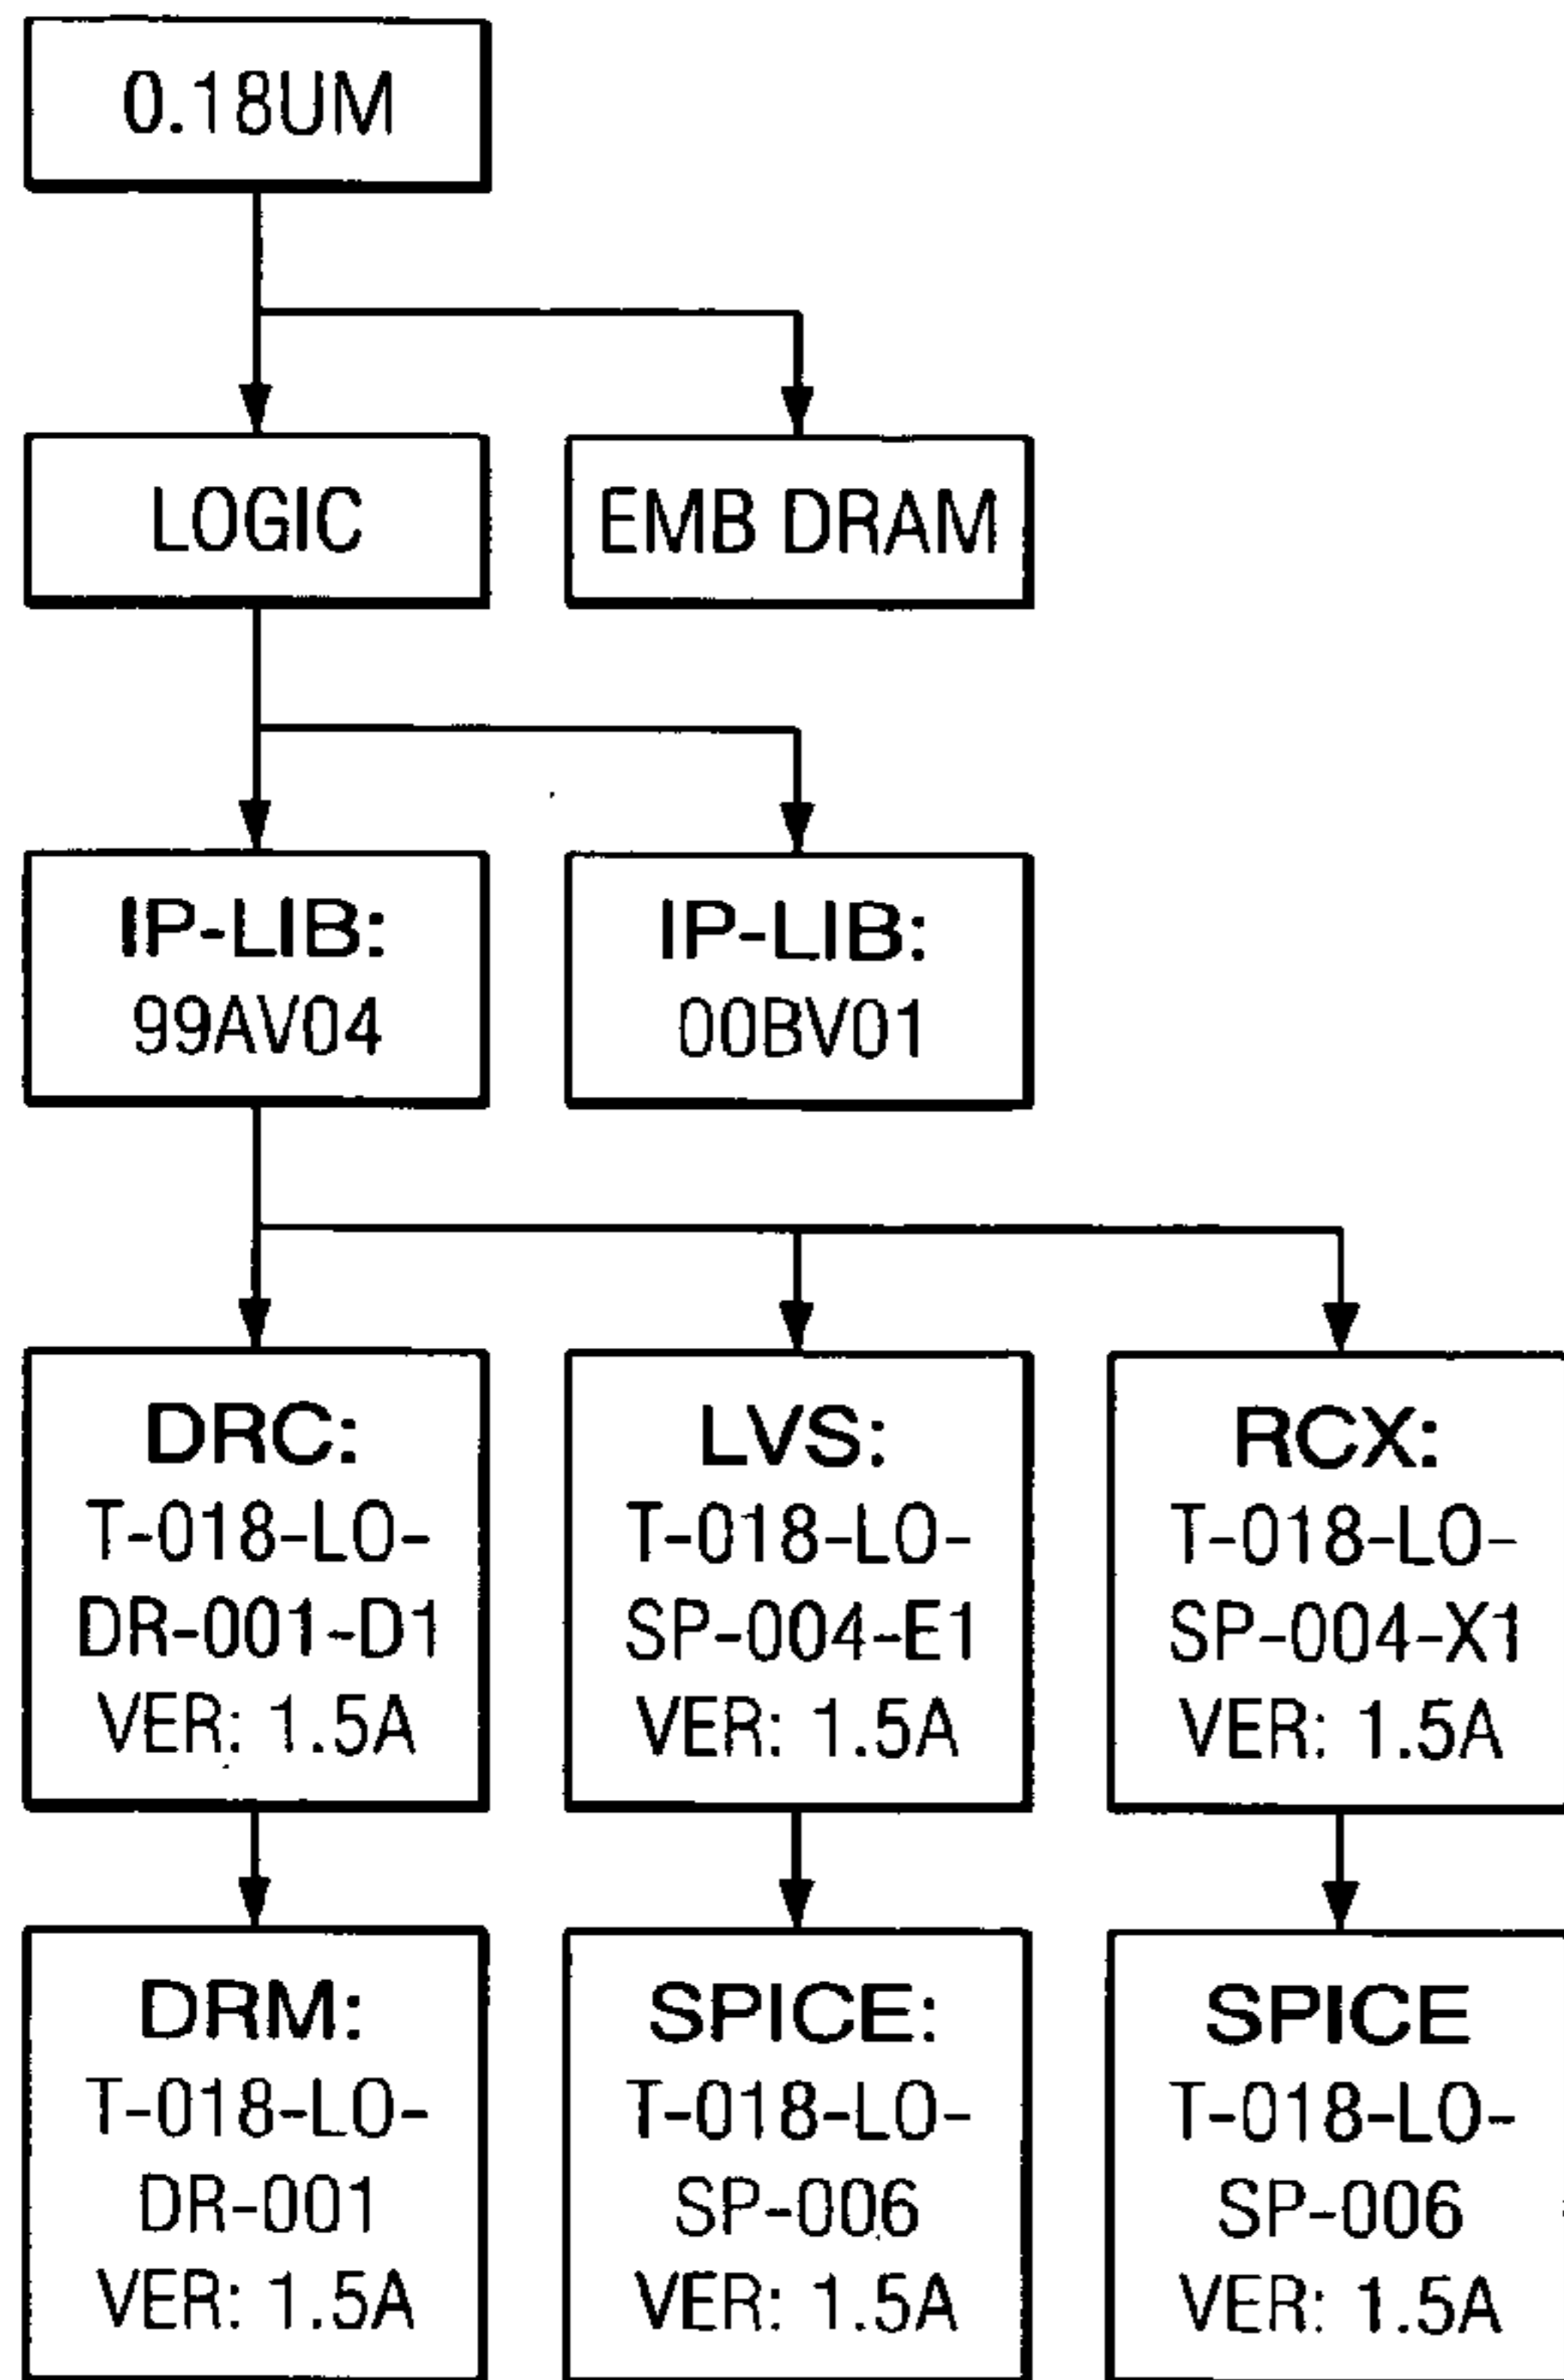 0.18UM
LOGIC
EMB DRAM
IP-LIB:
99AV04
IP-LIB:
00BV01
DRC:
T-018-LO-
DR-001-D1
VER: 1.5A
LVS:
T-018-LO-
SP-004-E1
VER: 1.5A
RCX:
T-018-LO-
SP-004-X1
VER: 1.5A
DRM:
T-018-LO-
DR-001
VER: 1.5A
SPICE:
T-018-LO-
SP-006
VER: 1.5A
SPICE
T-018-LO-
SP-006
VER: 1.5A